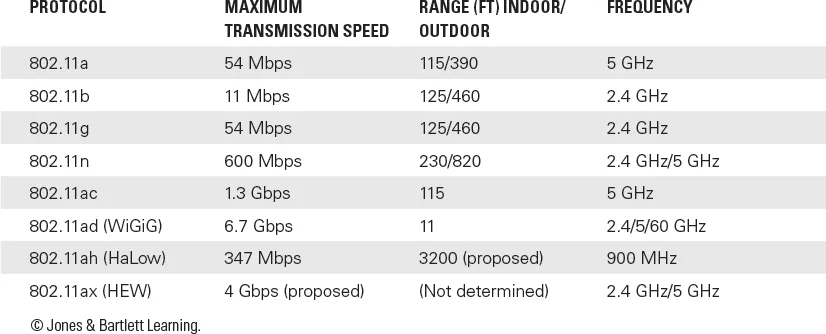 PROTOCOL MAXIMUM TRANSMISSION SPEED RANGE (FT) INDOOR/ OUTDOOR FREQUENCY
802.11a 54 Mbps 115/390 5 GHz
802.11b 11 Mbps 125/460 2.4 GHz
802.11g 54 Mbps 125/460 2.4 GHz
802.11n 600 Mbps 230/820 2.4 GHz/5 GHz
802.11ac 1.3 Gbps 115 5 GHz
802.11ad (WiGiG) 6.7 Gbps 11 2.4/5/60 GHz
802.11ah (HaLow) 347 Mbps 3200 (proposed) 900 MHz
802.11ax (HEW) 4 Gbps (proposed) (Not determined) 2.4 GHz/5 GHz
© Jones & Bartlett Learning.